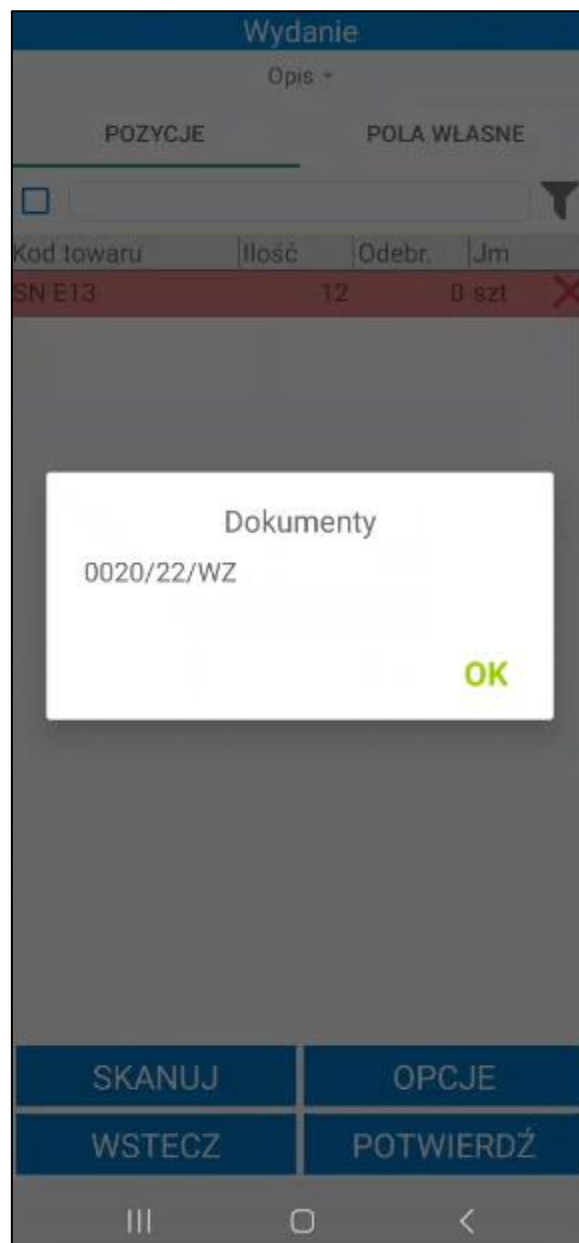 Wydanie
Opis
POZYCJE POLA WŁASNE
Kod towaru Ilość Odebr. Jm
SN E13 12 0 szt
Dokumenty
0020/22/WZ
OK
SKANUJ OPCJE
WSTECZ POTWIERDŹ